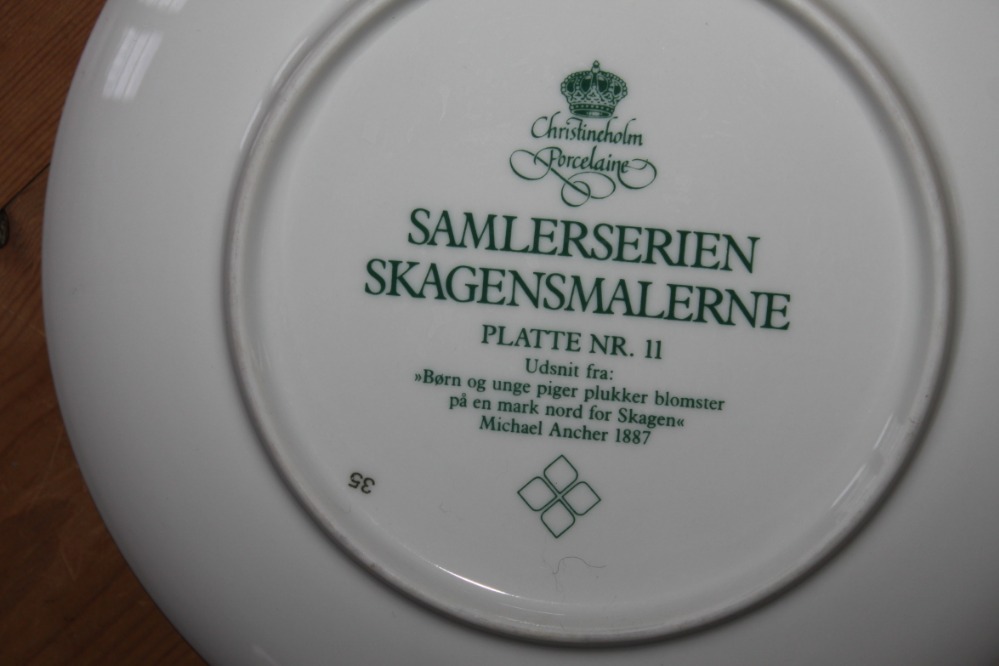 Christineholm
Porcelaine
SAMLERSERIEN
SKAGENSMALERNE
PLATTE NR. 11
Udsnit fra:
»Børn og unge piger plukker blomster
på en mark nord for Skagen«
Michael Ancher 1887
35